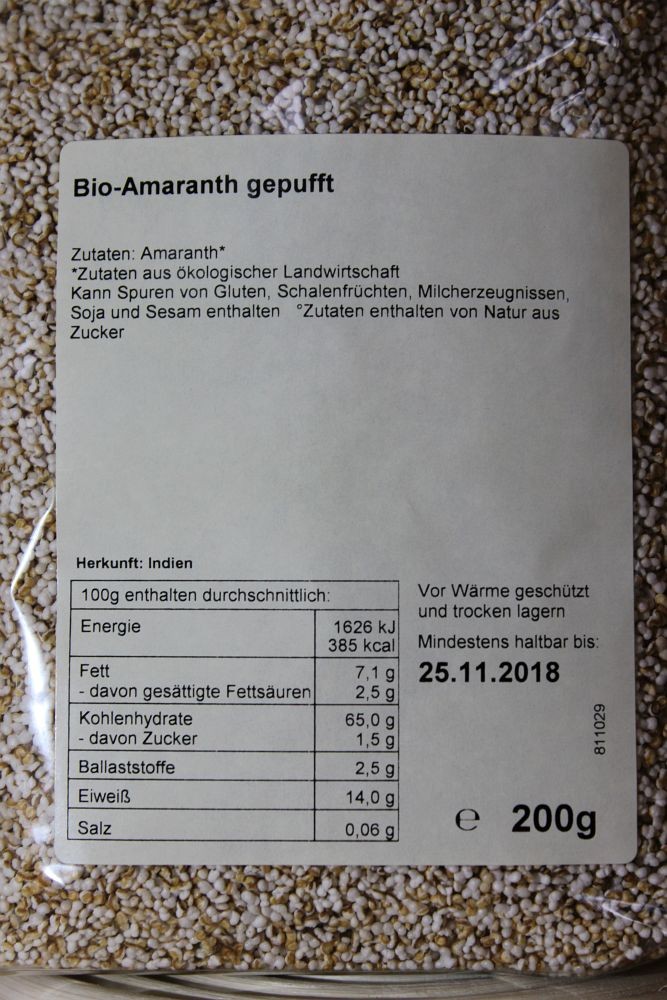 Bio-Amaranth gepufft
Zutaten: Amaranth*
*Zutaten aus ökologischer Landwirtschaft
Kann Spuren von Gluten, Schalenfrüchten, Milcherzeugnissen,
Soja und Sesam enthalten °Zutaten enthalten von Natur aus
Zucker
Herkunft: Indien
100g enthalten durchschnittlich:
Energie 1626 kJ
385 kcal
Fett 7,1 g
- davon gesättigte Fettsäuren 2,5 g
Kohlenhydrate 65,0 g
- davon Zucker 1,5 g
Ballaststoffe 2,5 g
Eiweiß 14,0 g
Salz 0,06 g
Vor Wärme geschützt
und trocken lagern
Mindestens haltbar bis:
25.11.2018
811029
℮ 200g